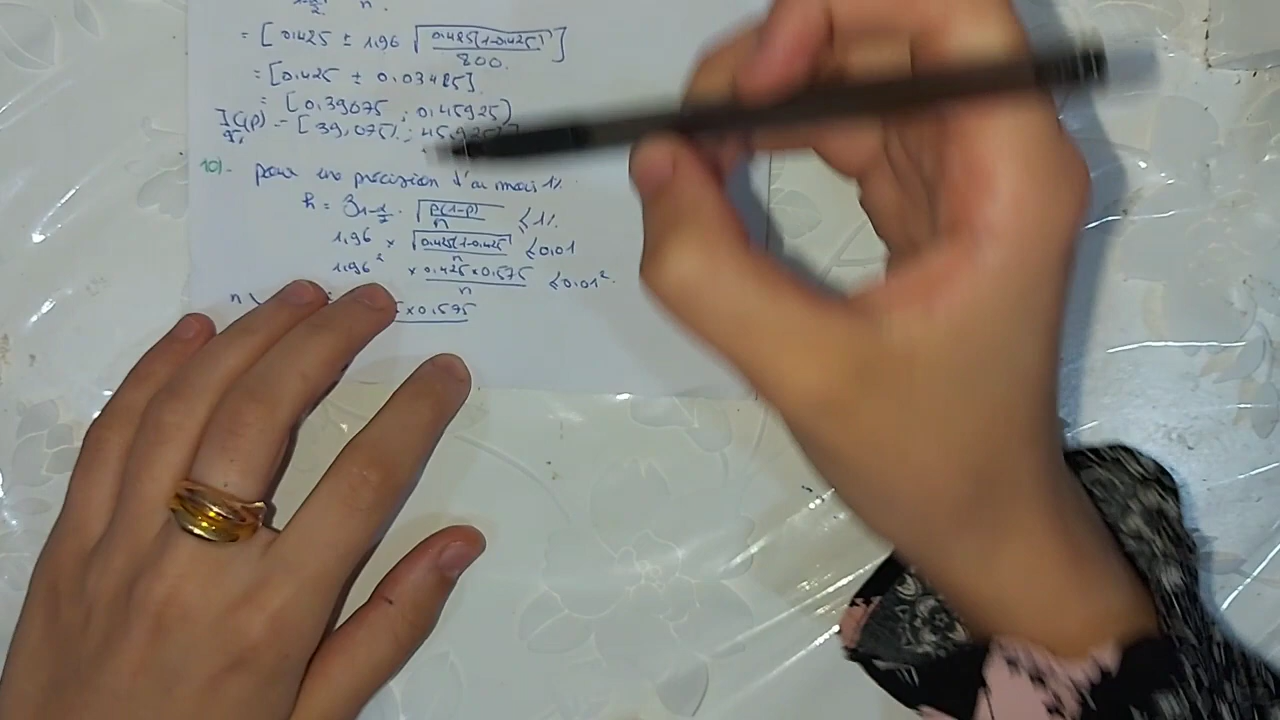 n.
= [ 0.425 ± 1,96 √ 0.425(1-0.425) / 800 ]
= [0,425 ± 0.03425]
= [0,39075 ; 0,45925)
IC(p) = [39,075% ; 45,925%]
10)- pour une précision d'au mois 1%
h = 31-α/2 . √ p(1-p) / n ≤ 1%
1,96 × √ 0.425(1-0.425) / n ≤ 0.01
1.96² × 0.425 × 0.575 / n ≤ 0.01²
n × 0.575